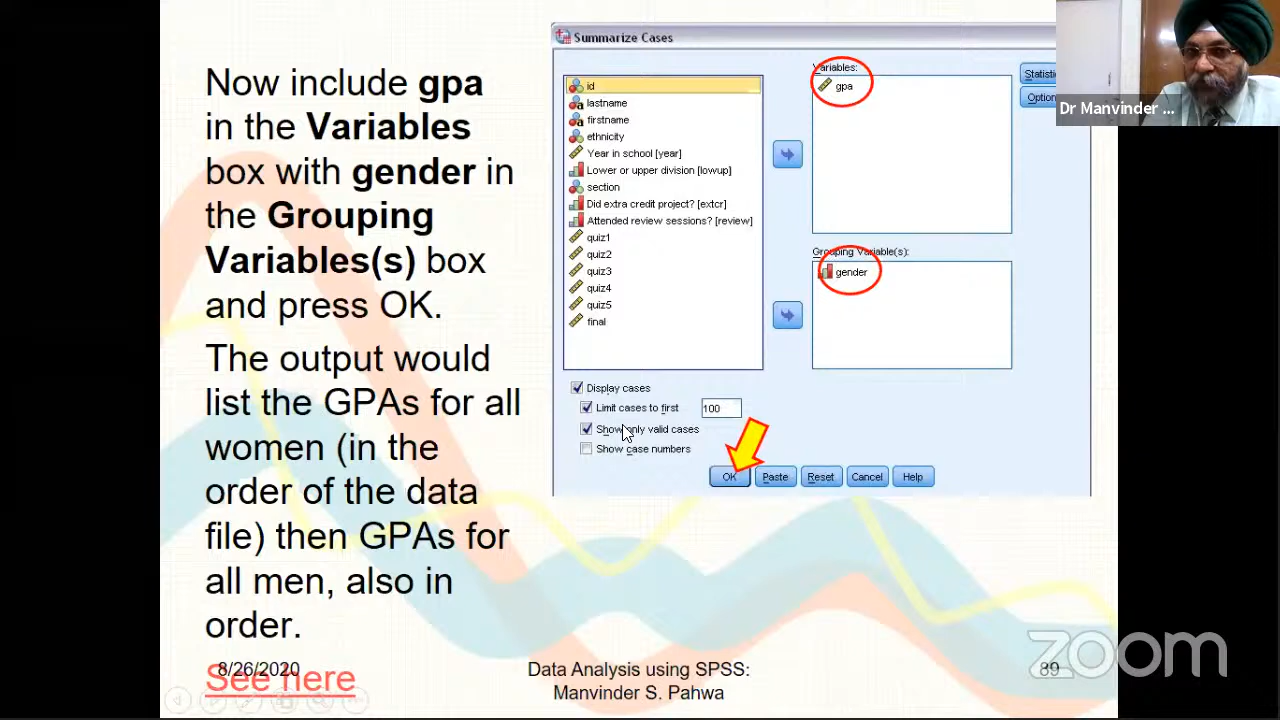 Now include gpa
in the Variables
box with gender in
the Grouping
Variables(s) box
and press OK.
The output would
list the GPAs for all
women (in the
order of the data
file) then GPAs for
all men, also in
order.
See here
Summarize Cases
id
lastname
firstname
ethnicity
Year in school [year]
Lower or upper division [lowup]
section
Did extra credit project? [extcr]
Attended review sessions? [review]
quiz1
quiz2
quiz3
quiz4
quiz5
final
Variables:
gpa
Grouping Variable(s):
gender
Statisti
Option
Display cases
Limit cases to first 100
Show only valid cases
Show case numbers
OK Paste Reset Cancel Help
Dr Manvinder ...
8/26/2020
Data Analysis using SPSS:
Manvinder S. Pahwa
89
zoom